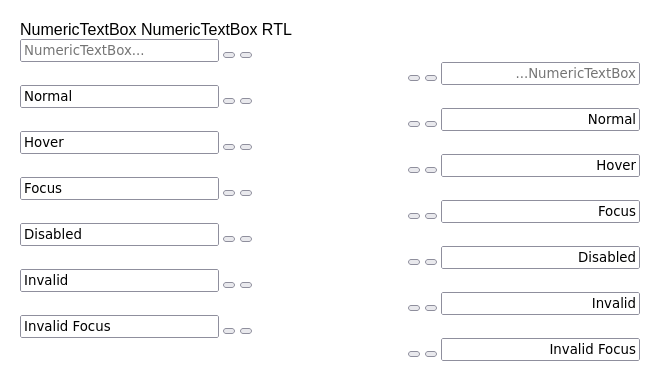 NumericTextBox NumericTextBox RTL
NumericTextBox...
...NumericTextBox
Normal
Normal
Hover
Hover
Focus
Focus
Disabled
Disabled
Invalid
Invalid
Invalid Focus
Invalid Focus